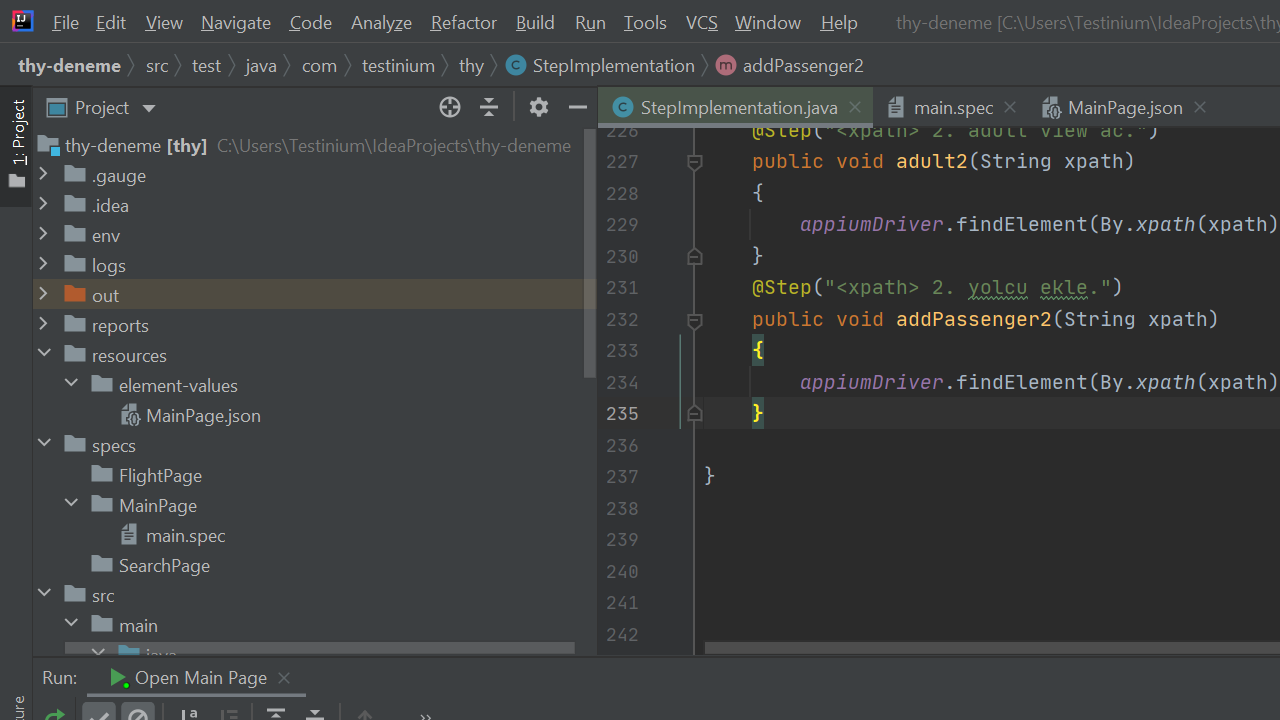 File Edit View Navigate Code Analyze Refactor Build Run Tools VCS Window Help thy-deneme [C:\Users\Testinium\IdeaProjects\thy
thy-deneme src test java com testinium thy StepImplementation addPassenger2
1: Project
Project
StepImplementation.java main.spec MainPage.json
thy-deneme [thy] C:\Users\Testinium\IdeaProjects\thy-deneme
.gauge
.idea
env
logs
out
reports
resources
element-values
MainPage.json
specs
FlightPage
MainPage
main.spec
SearchPage
src
main
java
226 @Step("<xpath> 2. adult view ac.")
227 public void adult2(String xpath)
228 {
229 appiumDriver.findElement(By.xpath(xpath)
230 }
231 @Step("<xpath> 2. yolcu ekle.")
232 public void addPassenger2(String xpath)
233 {
234 appiumDriver.findElement(By.xpath(xpath)
235 }
236
237 }
238
239
240
241
242
Run: Open Main Page